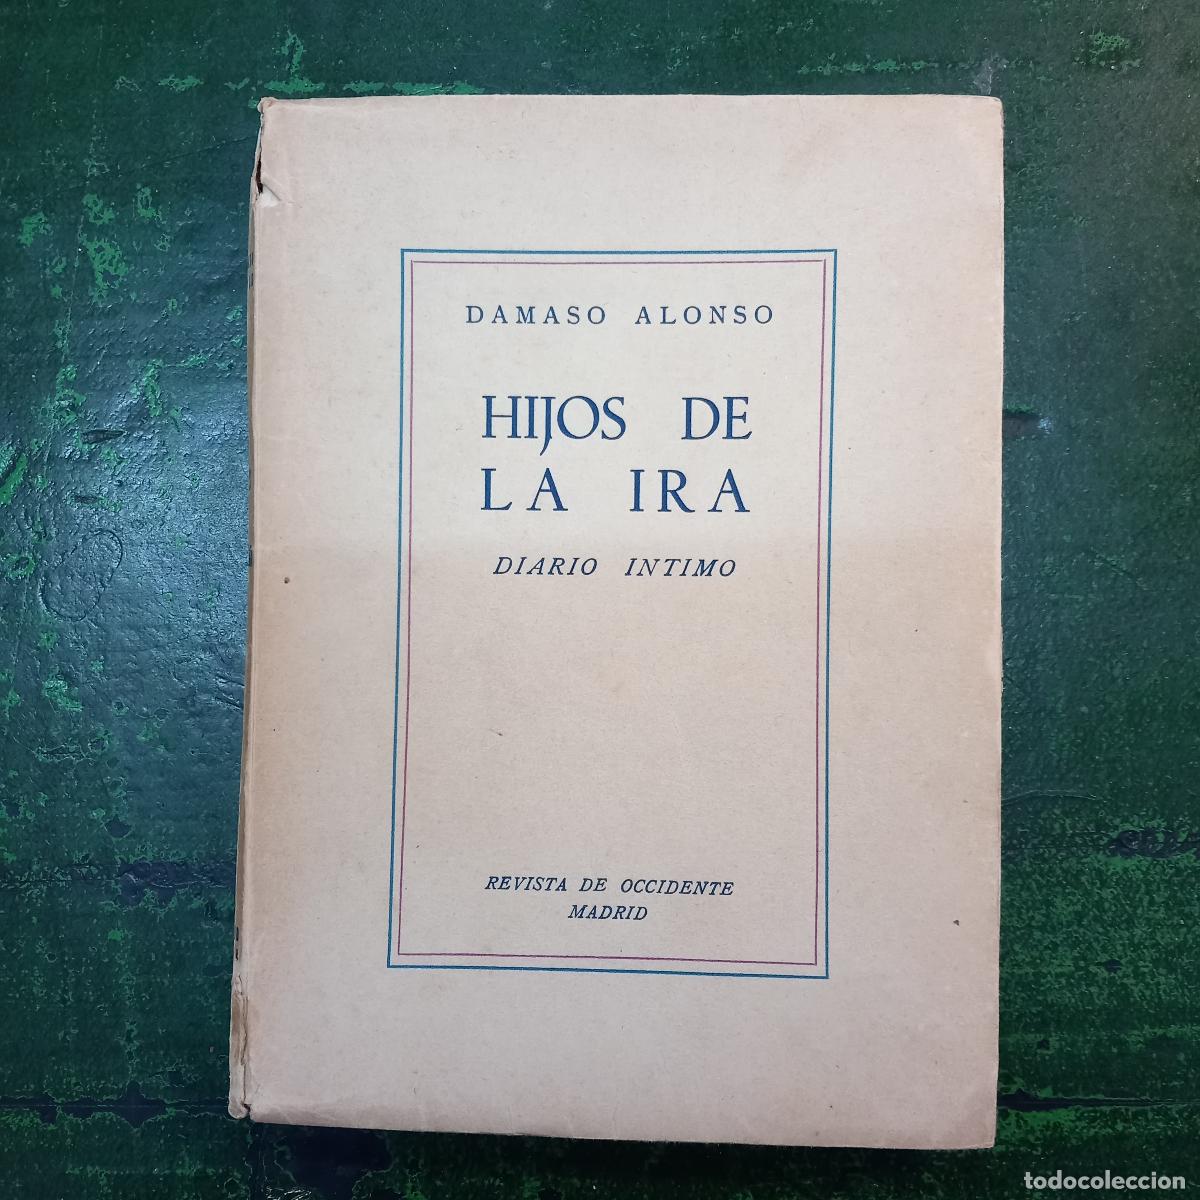 DAMASO ALONSO
HIJOS DE
LA IRA
DIARIO INTIMO
REVISTA DE OCCIDENTE
MADRID
todocoleccion